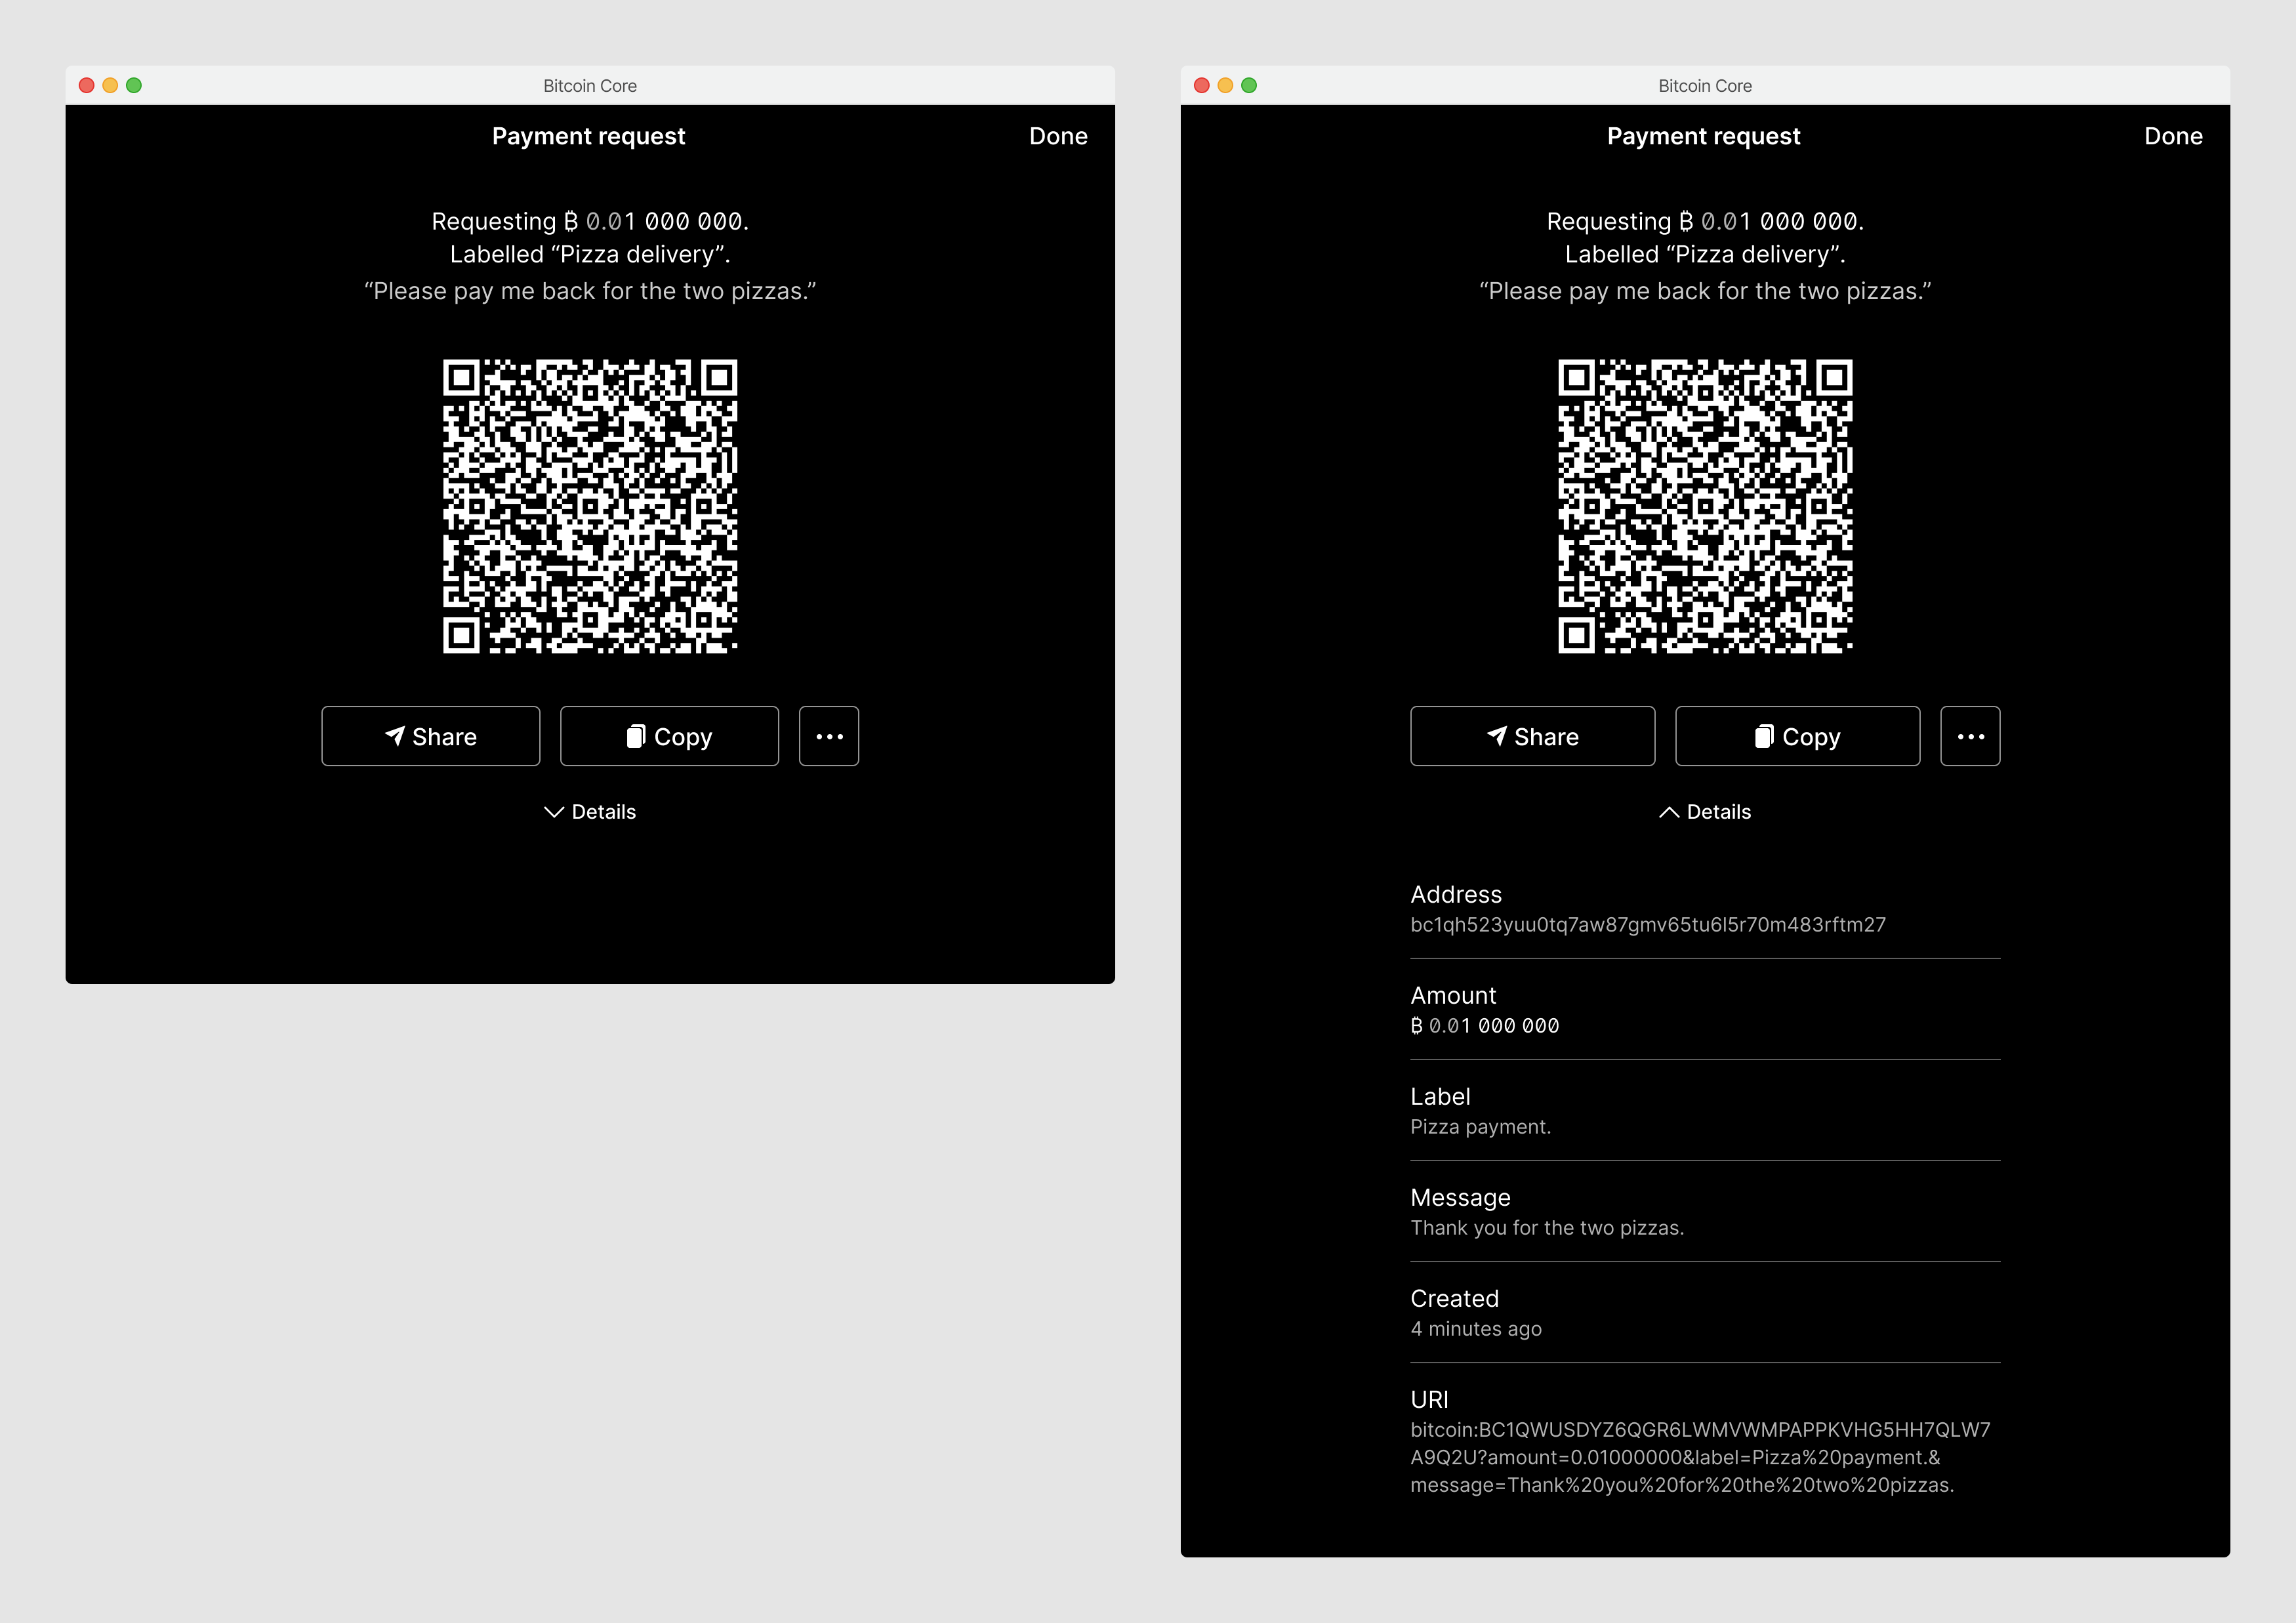 Bitcoin Core
Payment request
Done
Requesting ₿ 0.01 000 000.
Labelled “Pizza delivery”.
“Please pay me back for the two pizzas.”
Share
Copy
Details
Bitcoin Core
Payment request
Done
Requesting ₿ 0.01 000 000.
Labelled “Pizza delivery”.
“Please pay me back for the two pizzas.”
Share
Copy
Details
Address
bc1qh523yuu0tq7aw87gmv65tu6l5r70m483rftm27
Amount
₿ 0.01 000 000
Label
Pizza payment.
Message
Thank you for the two pizzas.
Created
4 minutes ago
URI
bitcoin:BC1QWUSDYZ6QGR6LWMVWMPAPPKVHG5HH7QLW7
A9Q2U?amount=0.01000000&label=Pizza%20payment.&
message=Thank%20you%20for%20the%20two%20pizzas.